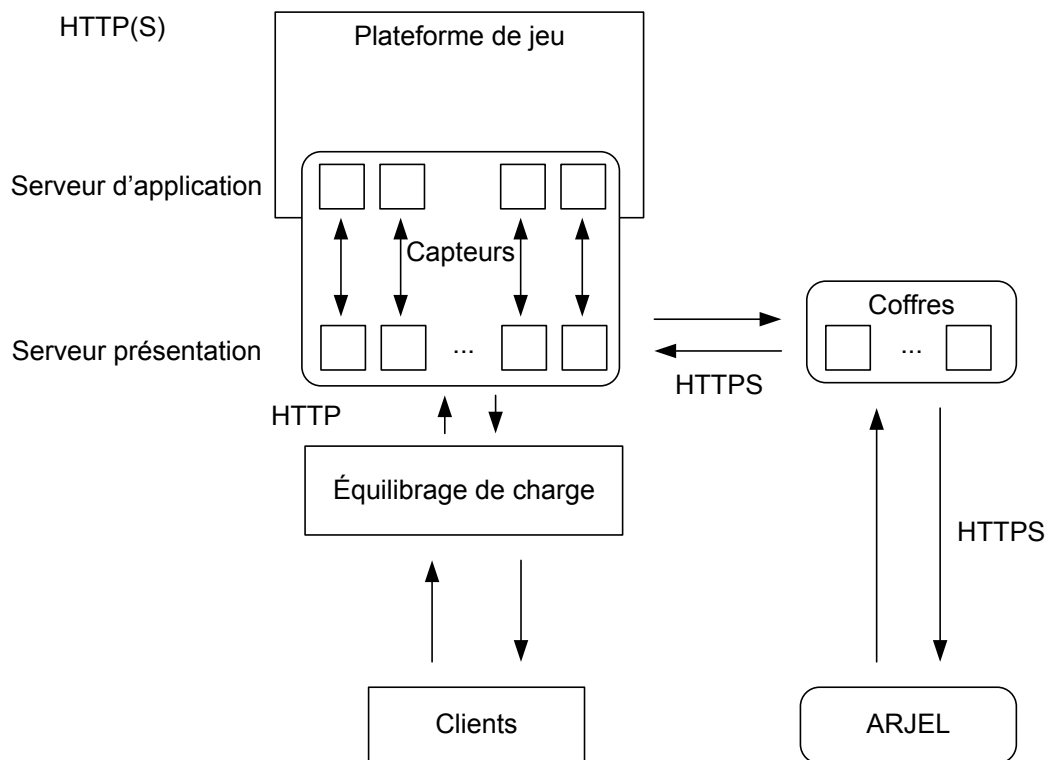 HTTP(S)
Plateforme de jeu
Serveur d'application
Capteurs
Coffres
Serveur présentation
...
...
HTTPS
HTTP
Équilibrage de charge
HTTPS
Clients
ARJEL